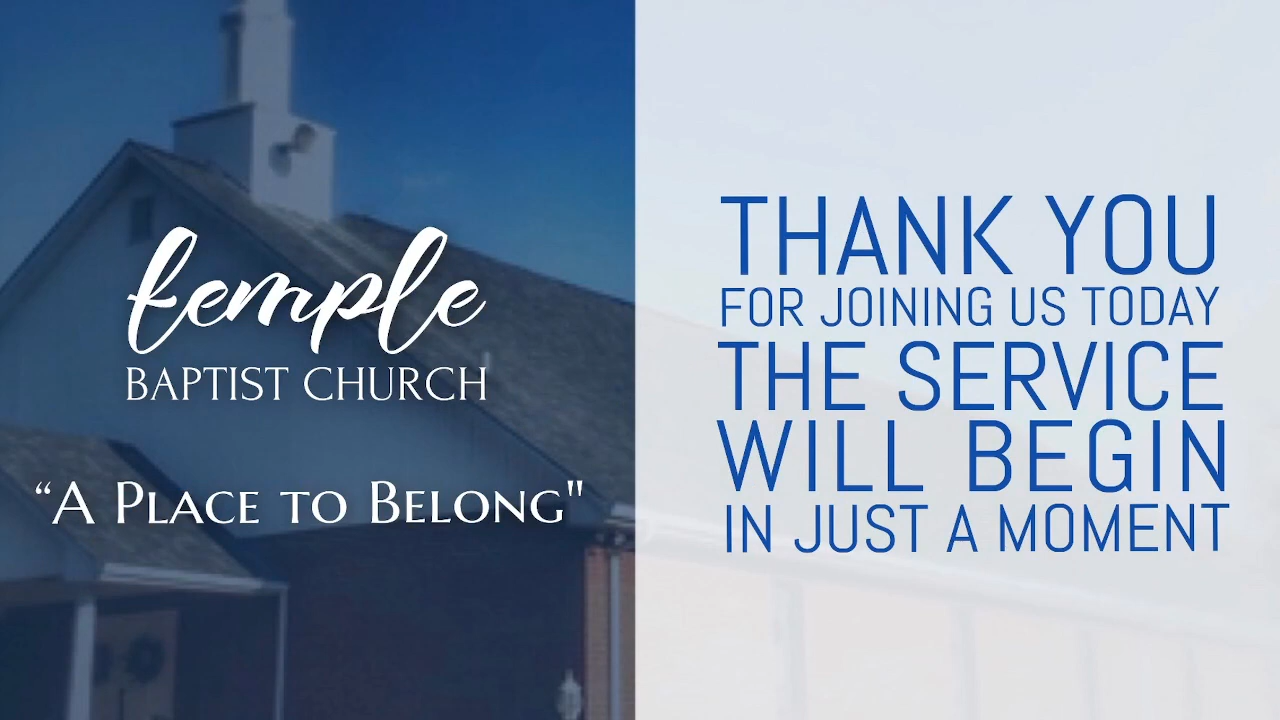 temple
BAPTIST CHURCH
“A PLACE TO BELONG"
THANK YOU
FOR JOINING US TODAY
THE SERVICE
WILL BEGIN
IN JUST A MOMENT